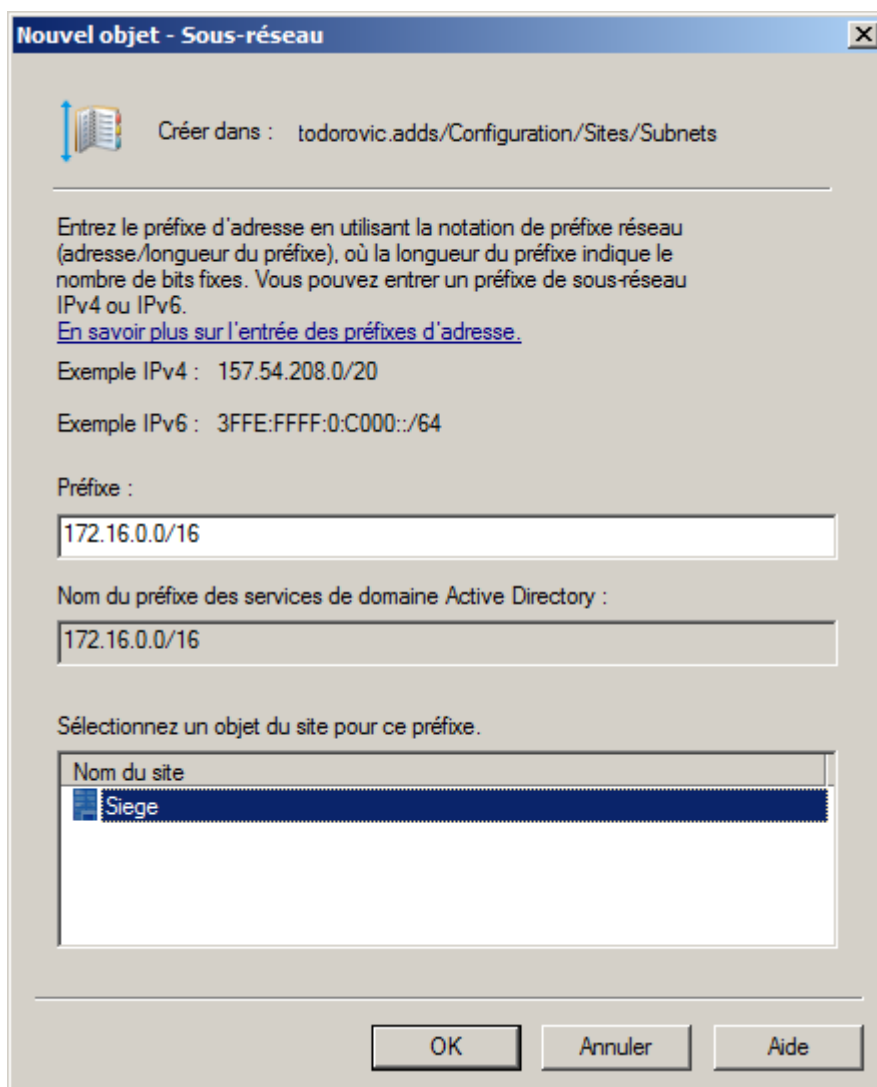 Nouvel objet - Sous-réseau
Créer dans : todorovic.adds/Configuration/Sites/Subnets
Entrez le préfixe d'adresse en utilisant la notation de préfixe réseau
(adresse/longueur du préfixe), où la longueur du préfixe indique le
nombre de bits fixes. Vous pouvez entrer un préfixe de sous-réseau
IPv4 ou IPv6.
En savoir plus sur l'entrée des préfixes d'adresse.
Exemple IPv4 : 157.54.208.0/20
Exemple IPv6 : 3FFE:FFFF:0:C000::/64
Préfixe :
172.16.0.0/16
Nom du préfixe des services de domaine Active Directory :
172.16.0.0/16
Sélectionnez un objet du site pour ce préfixe.
Nom du site
Siege
OK Annuler Aide